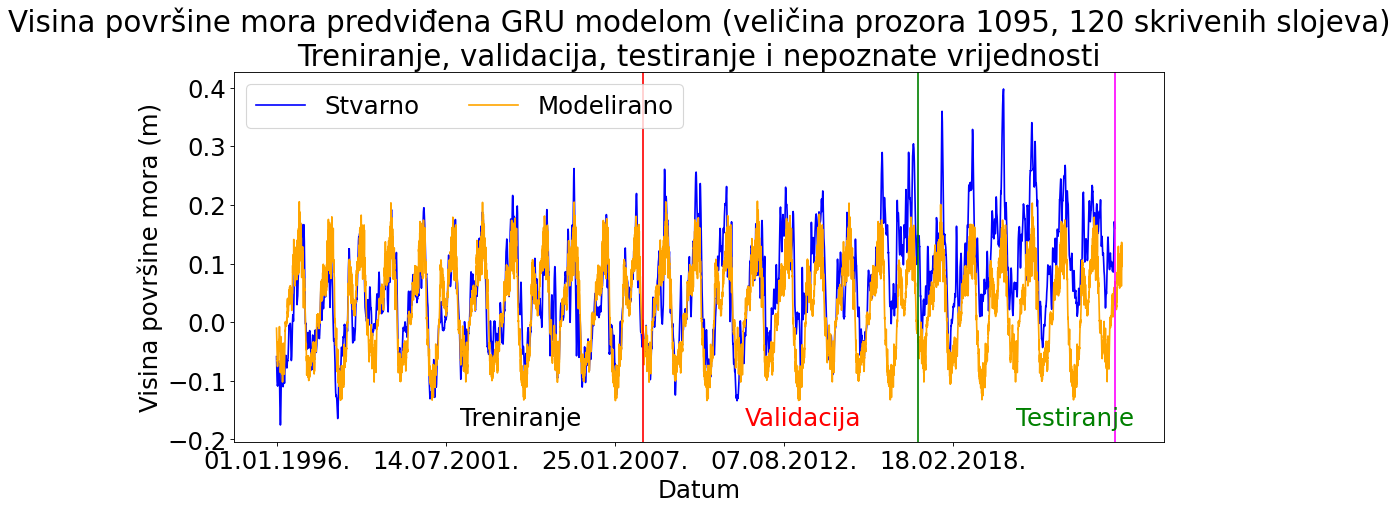 Visina površine mora predviđena GRU modelom (veličina prozora 1095, 120 skrivenih slojeva)
Treniranje, validacija, testiranje i nepoznate vrijednosti
Stvarno
Modelirano
Visina površine mora (m)
0.4
0.3
0.2
0.1
0.0
−0.1
−0.2
Treniranje
Validacija
Testiranje
01.01.1996.
14.07.2001.
25.01.2007.
07.08.2012.
18.02.2018.
Datum